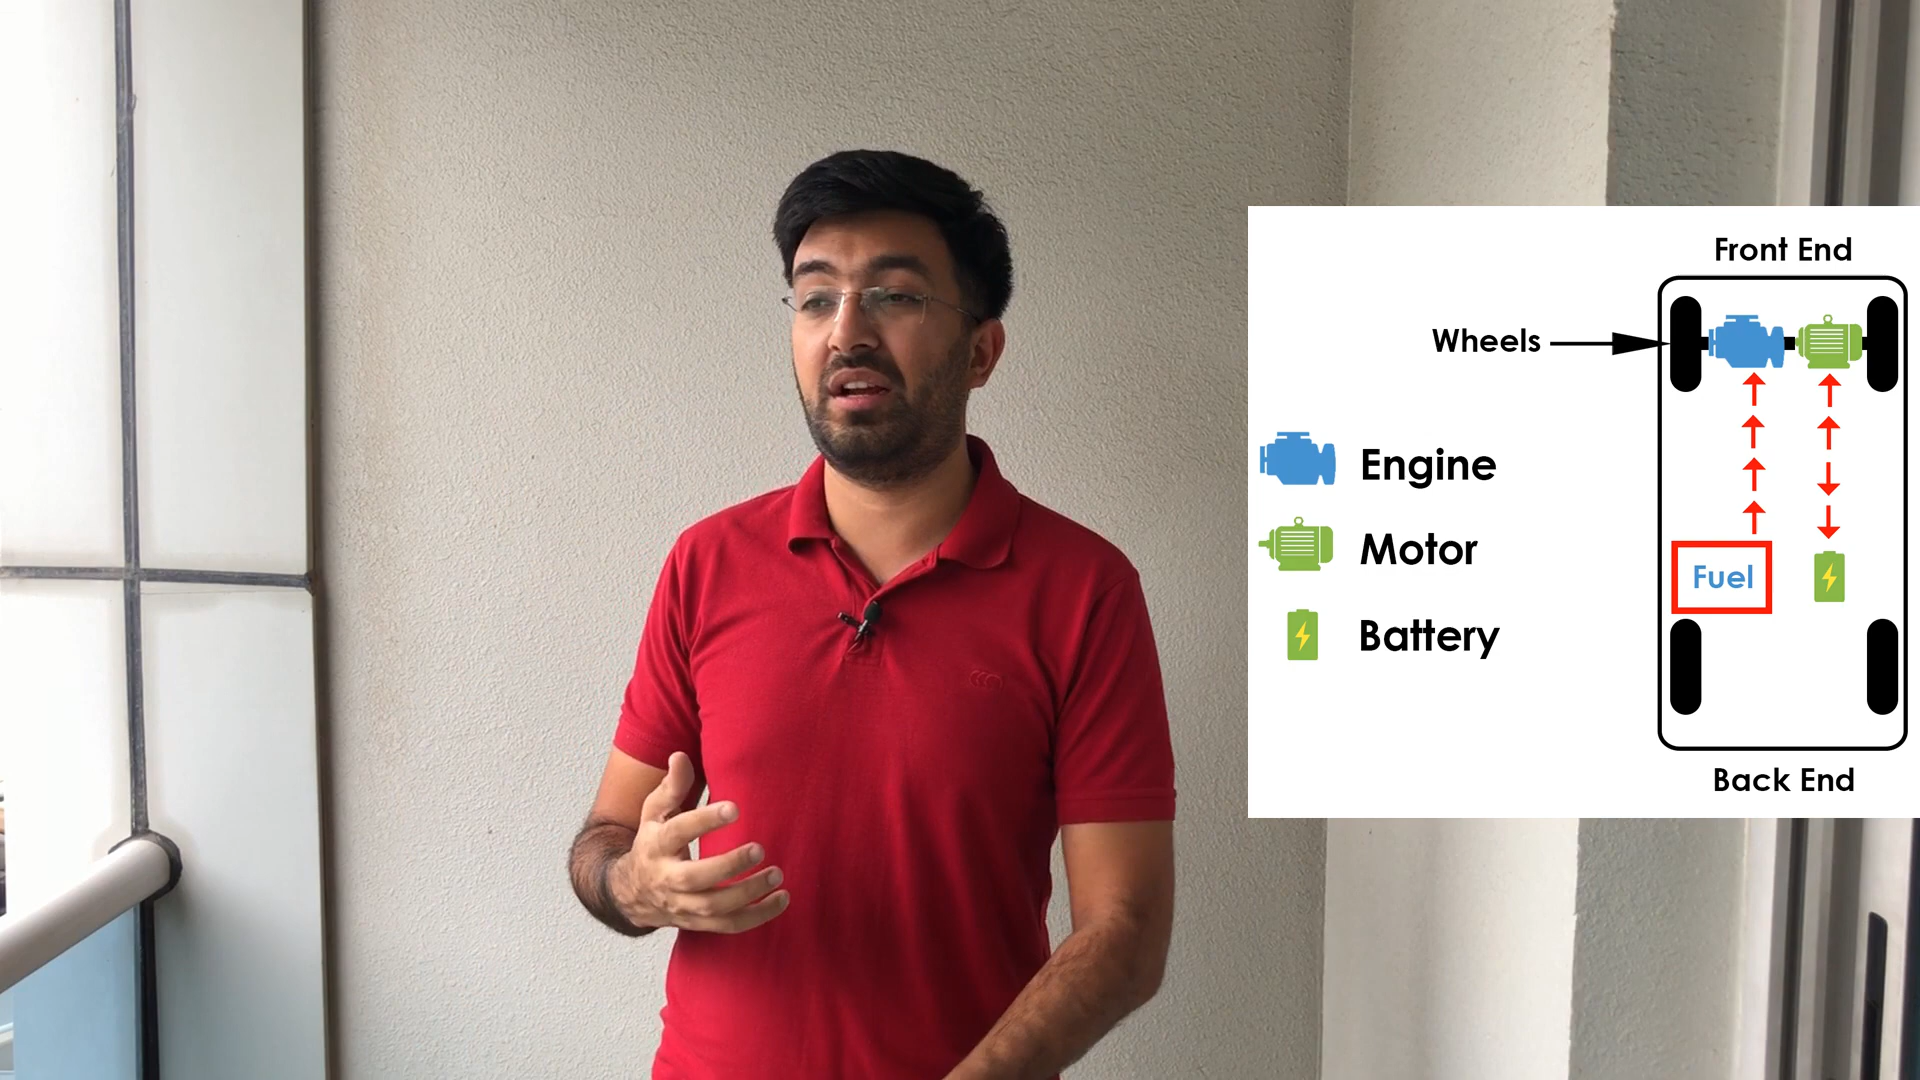 Front End
Wheels
Engine
Motor
Battery
Fuel
Back End